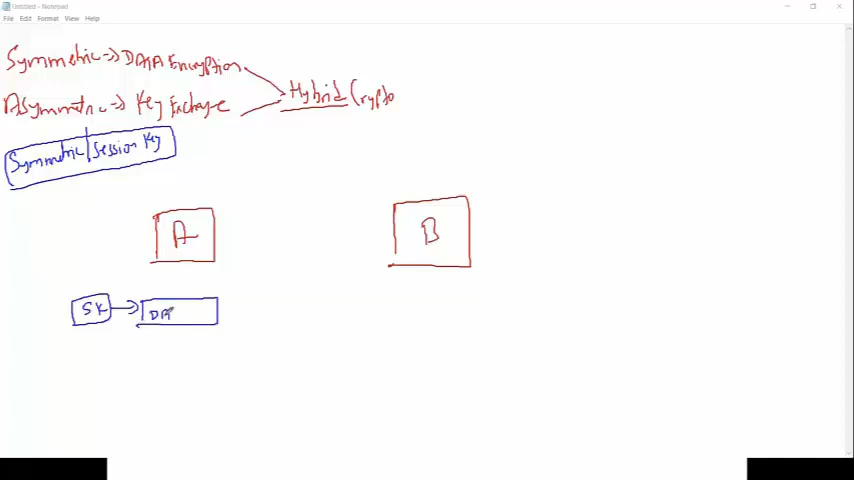 Untitled - Notepad
File Edit Format View Help
Symmetric -> DATA Encryption
Asymmetric -> Key Exchange
Hybrid Crypto
Symmetric | Session Key
A
B
SK -> DA